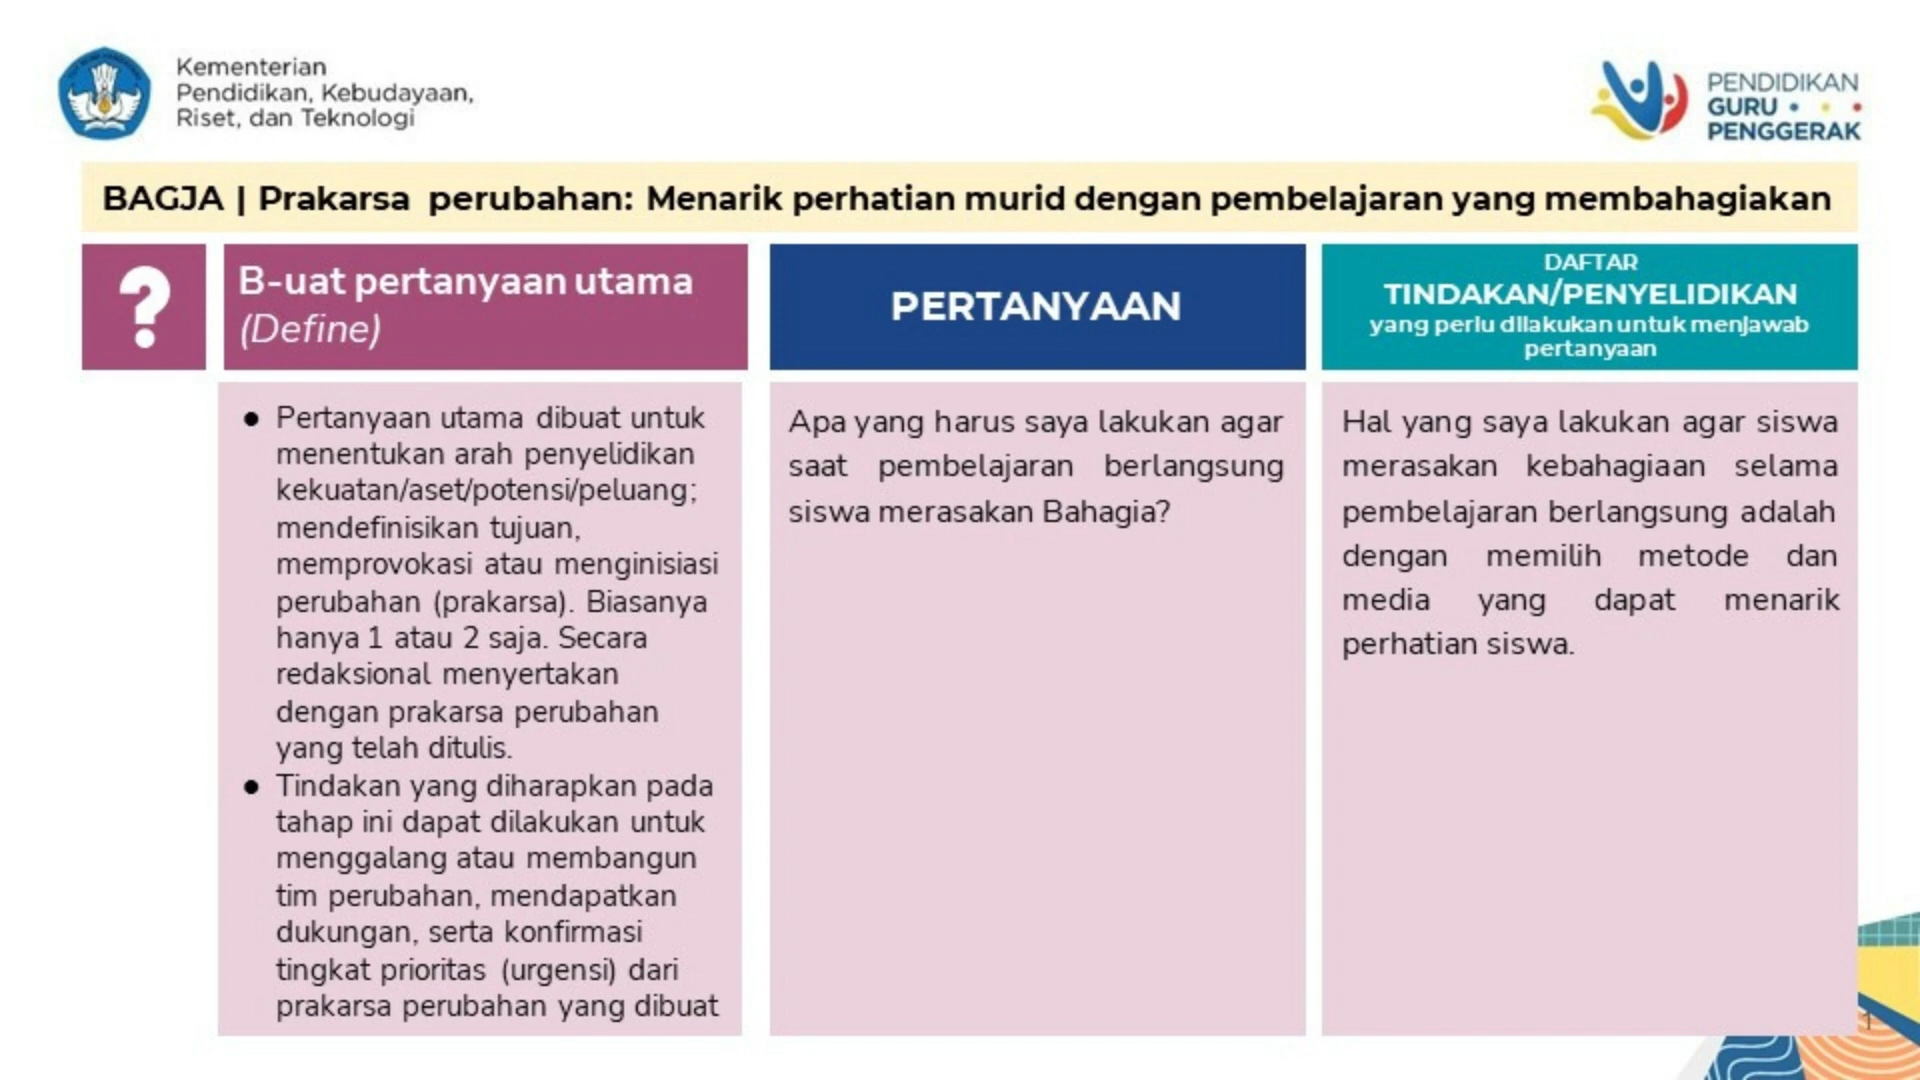 Kementerian
Pendidikan, Kebudayaan,
Riset, dan Teknologi
PENDIDIKAN
GURU
PENGGERAK
BAGJA | Prakarsa perubahan: Menarik perhatian murid dengan pembelajaran yang membahagiakan
?
B-uat pertanyaan utama
(Define)
● Pertanyaan utama dibuat untuk
menentukan arah penyelidikan
kekuatan/aset/potensi/peluang;
mendefinisikan tujuan,
memprovokasi atau menginisiasi
perubahan (prakarsa). Biasanya
hanya 1 atau 2 saja. Secara
redaksional menyertakan
dengan prakarsa perubahan
yang telah ditulis.
● Tindakan yang diharapkan pada
tahap ini dapat dilakukan untuk
menggalang atau membangun
tim perubahan, mendapatkan
dukungan, serta konfirmasi
tingkat prioritas (urgensi) dari
prakarsa perubahan yang dibuat
PERTANYAAN
Apa yang harus saya lakukan agar
saat pembelajaran berlangsung
siswa merasakan Bahagia?
DAFTAR
TINDAKAN/PENYELIDIKAN
yang perlu dilakukan untuk menjawab
pertanyaan
Hal yang saya lakukan agar siswa
merasakan kebahagiaan selama
pembelajaran berlangsung adalah
dengan memilih metode dan
media yang dapat menarik
perhatian siswa.
1